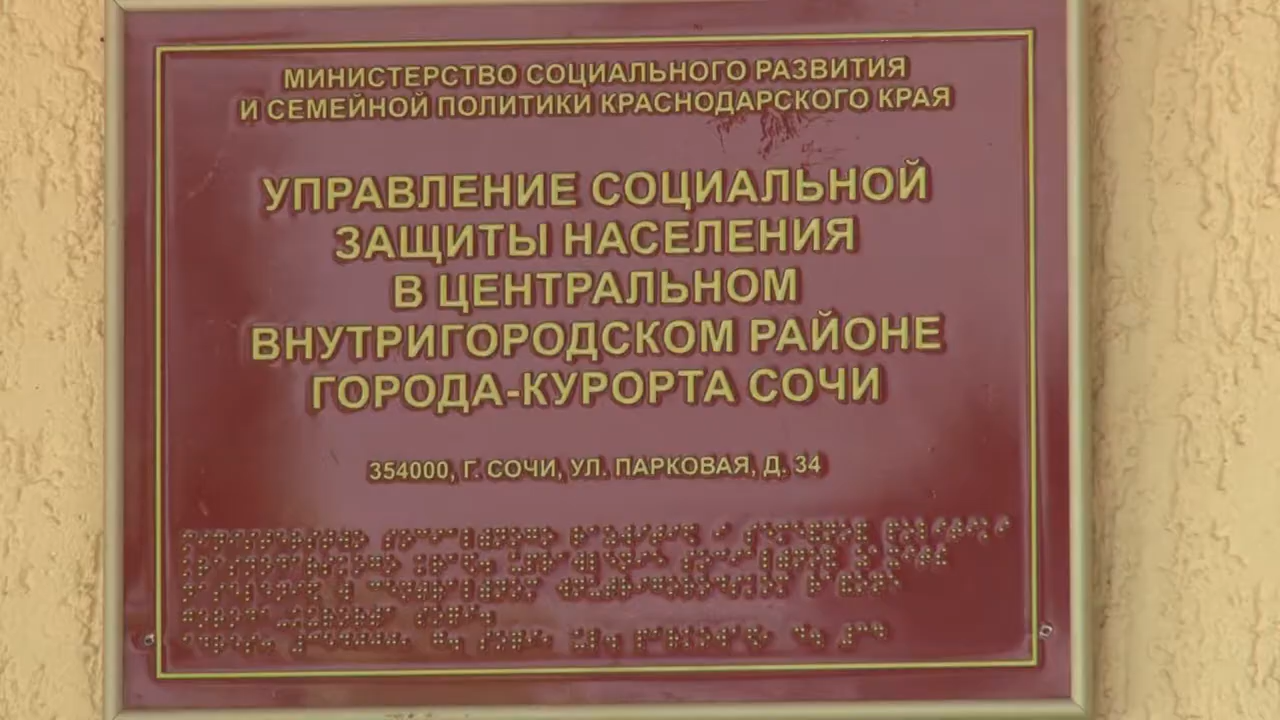 МИНИСТЕРСТВО СОЦИАЛЬНОГО РАЗВИТИЯ
И СЕМЕЙНОЙ ПОЛИТИКИ КРАСНОДАРСКОГО КРАЯ
УПРАВЛЕНИЕ СОЦИАЛЬНОЙ
ЗАЩИТЫ НАСЕЛЕНИЯ
В ЦЕНТРАЛЬНОМ
ВНУТРИГОРОДСКОМ РАЙОНЕ
ГОРОДА-КУРОРТА СОЧИ
354000, Г. СОЧИ, УЛ. ПАРКОВАЯ, Д. 34